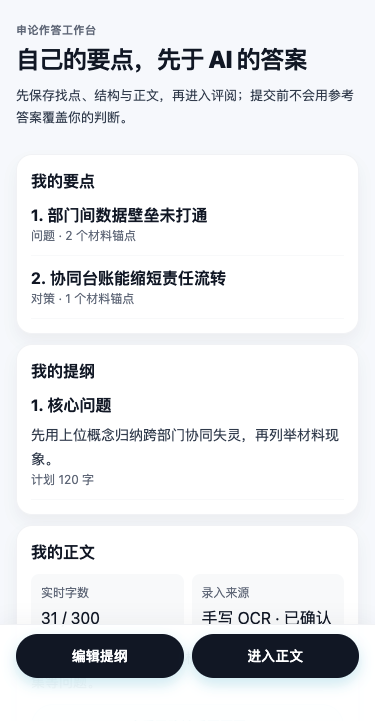 申论作答工作台
自己的要点，先于 AI 的答案
先保存找点、结构与正文，再进入评阅；提交前不会用参考
答案覆盖你的判断。
我的要点
1. 部门间数据壁垒未打通
问题 · 2 个材料锚点
2. 协同台账能缩短责任流转
对策 · 1 个材料锚点
我的提纲
1. 核心问题
先用上位概念归纳跨部门协同失灵，再列举材料现
象。
计划 120 字
我的正文
实时字数
录入来源
31 / 300
手写 OCR · 已确认
编辑提纲
进入正文